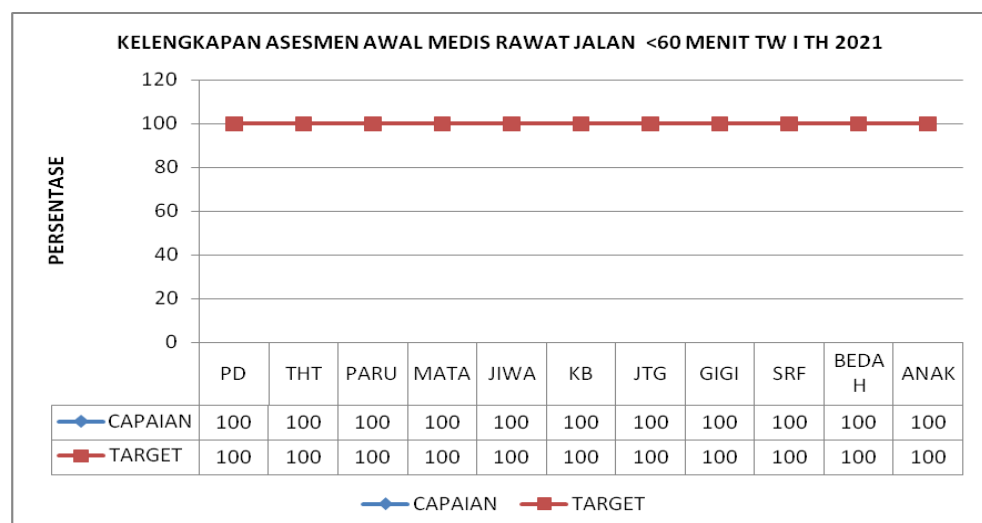 KELENGKAPAN ASESMEN AWAL MEDIS RAWAT JALAN <60 MENIT TW I TH 2021
PERSENTASE
120
100
80
60
40
20
0
PD THT PARU MATA JIWA KB JTG GIGI SRF BEDA ANAK
H
CAPAIAN 100 100 100 100 100 100 100 100 100 100 100
TARGET 100 100 100 100 100 100 100 100 100 100 100
CAPAIAN TARGET